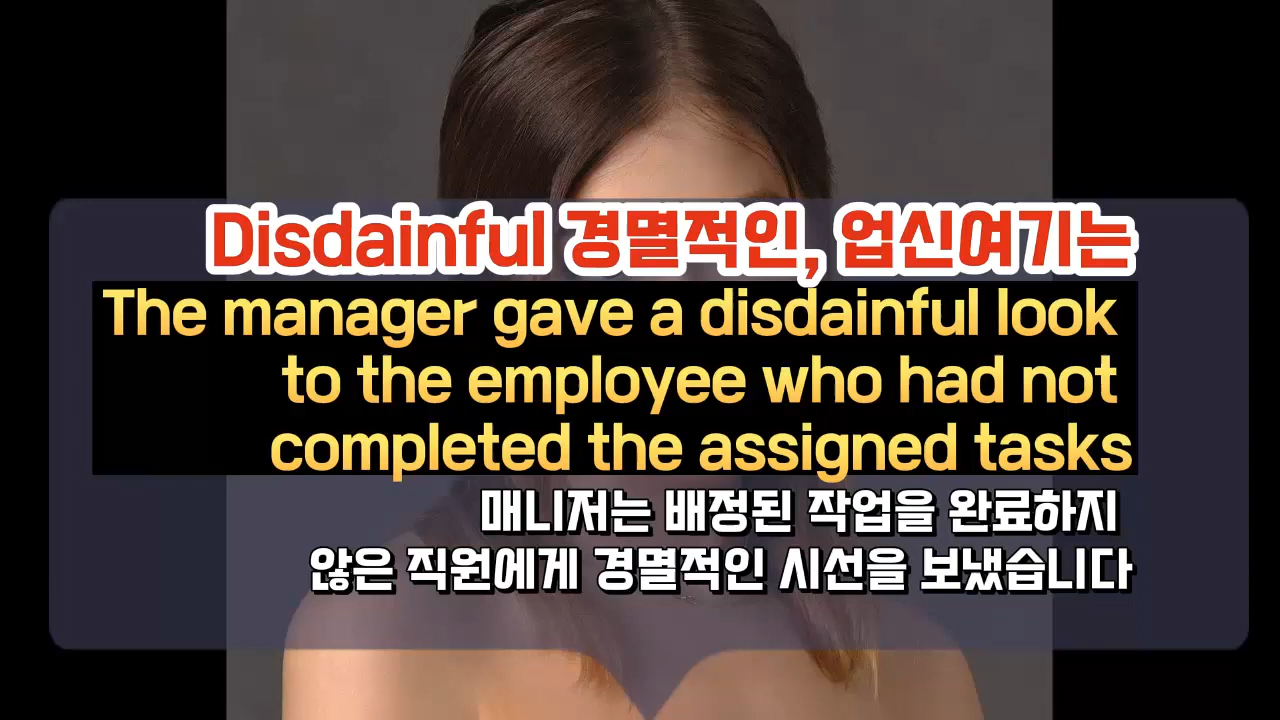 Disdainful 경멸적인, 업신여기는
The manager gave a disdainful look
to the employee who had not
completed the assigned tasks
매니저는 배정된 작업을 완료하지
않은 직원에게 경멸적인 시선을 보냈습니다